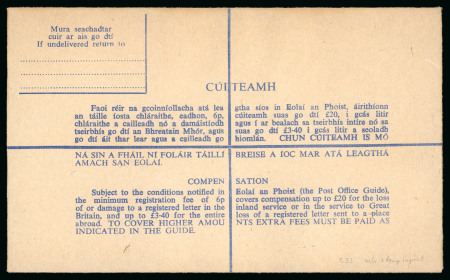 Mura seachadtar
cuir ar ais go dtí
If undelivered return to
CÚITEAMH
Faoi réir na gcoinníollacha atá lea gtha síos in Eolaí an Phoist, áirítíonn
an táille íosta chláraithe, eadhon, 6p, cúiteamh suas go dtí £20, i gcás litir
chláraithe a cailleadh nó a damáistíodh agus i ar bealach sa tseirbhís intíre nó sa
tseirbhís go dtí an Bhreatain Mhór, agus suas go dtí £3·40 i gcás litir a seoladh
go dtí áit thar lear agus a cailleadh go hiomlán. CHUN CÚITEAMH IS MÓ
NÁ SIN A FHÁIL NÍ FOLÁIR TÁILLÍ BREISE A ÍOC MAR ATÁ LEAGTHA
AMACH SAN EOLAÍ.
COMPEN SATION
Subject to the conditions notified in Eolaí an Phoist (the Post Office Guide),
the minimum registration fee of 6p covers compensation up to £20 for the loss
of or damage to a registered letter in the inland service or in the service to Great
Britain, and up to £3·40 for the entire loss of a registered letter sent to a place
abroad. TO COVER HIGHER AMOU NTS EXTRA FEES MUST BE PAID AS
INDICATED IN THE GUIDE.